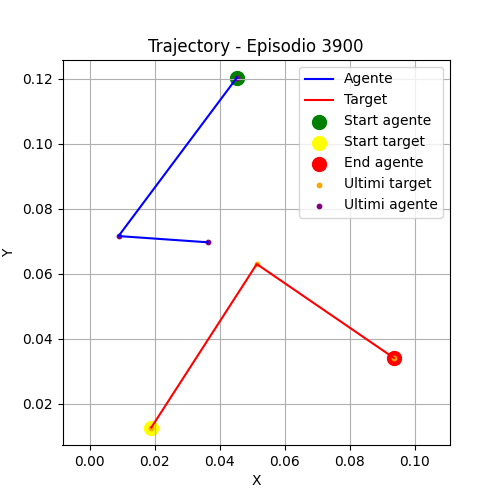 Trajectory - Episodio 3900
Agente
Target
Start agente
Start target
End agente
Ultimi target
Ultimi agente
Y
0.12
0.10
0.08
0.06
0.04
0.02
0.00
0.02
0.04
0.06
0.08
0.10
X